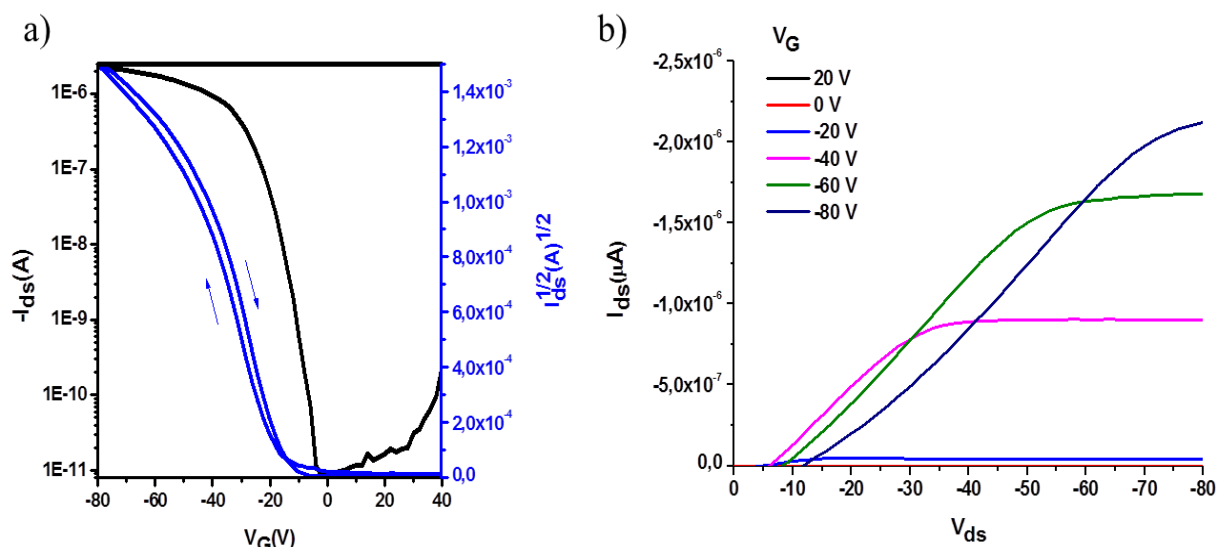 a)
-I_ds(A)
1E-6
1E-7
1E-8
1E-9
1E-10
1E-11
-80 -60 -40 -20 0 20 40
V_G(V)
1,4x10^-3
1,2x10^-3
1,0x10^-3
8,0x10^-4
6,0x10^-4
4,0x10^-4
2,0x10^-4
0,0
I_ds^1/2(A)^1/2
b)
V_G
20 V
0 V
-20 V
-40 V
-60 V
-80 V
I_ds(μA)
-2,5x10^-6
-2,0x10^-6
-1,5x10^-6
-1,0x10^-6
-5,0x10^-7
0,0
0 -10 -20 -30 -40 -50 -60 -70 -80
V_ds